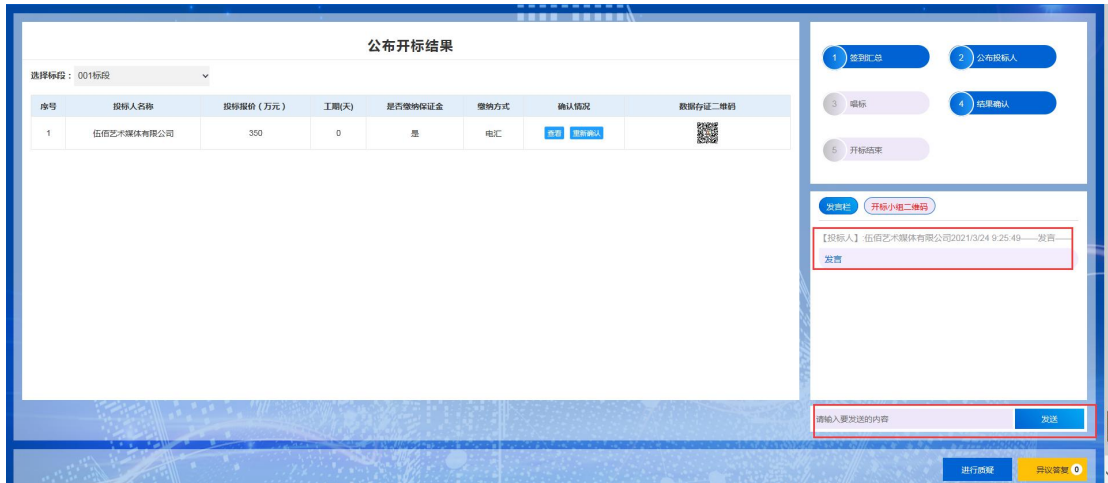 公布开标结果
选择标段： 001标段
序号 投标人名称 投标报价（万元） 工期(天) 是否缴纳保证金 缴纳方式 确认情况 数据存证二维码
1 伍佰艺术媒体有限公司 350 0 是 电汇 查看 重新确认
1 签到汇总 2 公布投标人
3 唱标 4 结果确认
5 开标结束
发言栏 开标小组二维码
【投标人】:伍佰艺术媒体有限公司2021/3/24 9:25:49——发言——
发言
请输入要发送的内容 发送
进行质疑 异议答复 0